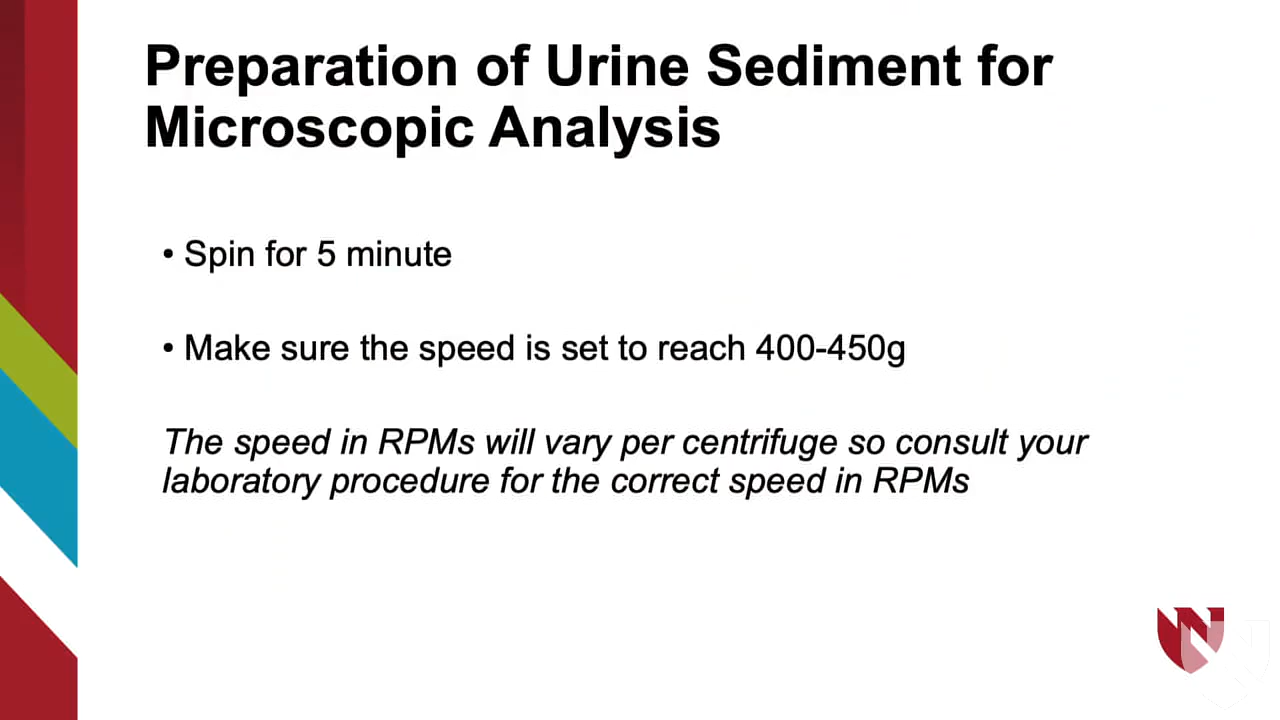 Preparation of Urine Sediment for
Microscopic Analysis
• Spin for 5 minute
• Make sure the speed is set to reach 400-450g
The speed in RPMs will vary per centrifuge so consult your
laboratory procedure for the correct speed in RPMs